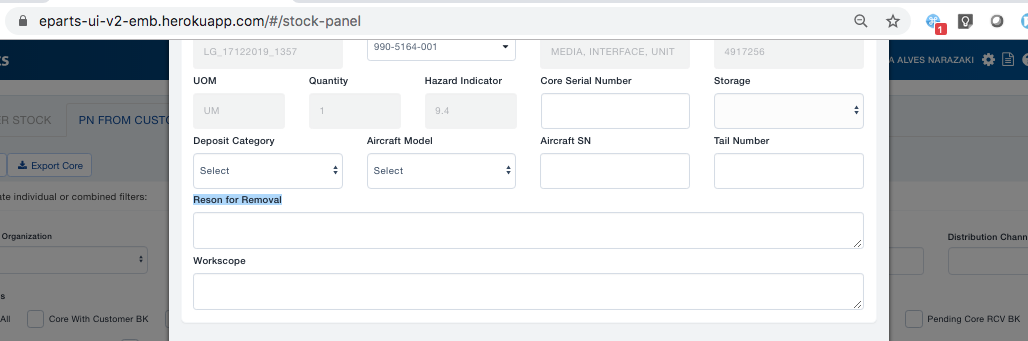 eparts-ui-v2-emb.herokuapp.com/#/stock-panel
1
LG_17122019_1357 990-5164-001 MEDIA, INTERFACE, UNIT 4917256
A ALVES NARAZAKI
UOM Quantity Hazard Indicator Core Serial Number Storage
UM 1 9.4
ER STOCK PN FROM CUSTO
Deposit Category Aircraft Model Aircraft SN Tail Number
Export Core
Select Select
Reson for Removal
ate individual or combined filters:
Organization Distribution Chann
Workscope
s
All Core With Customer BK Pending Core RCV BK